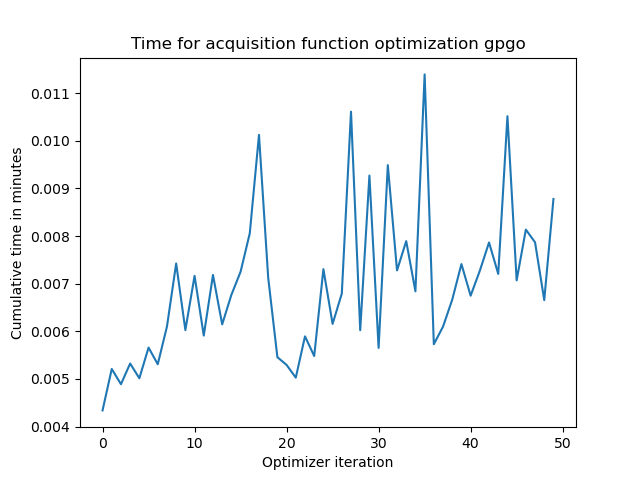 Time for acquisition function optimization gpgo
0.011
0.010
0.009
0.008
0.007
0.006
0.005
0.004
Cumulative time in minutes
0 10 20 30 40 50
Optimizer iteration